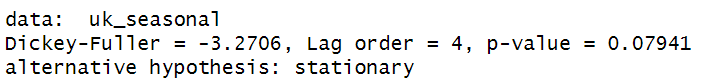 data:  uk_seasonal
Dickey-Fuller = -3.2706, Lag order = 4, p-value = 0.07941
alternative hypothesis: stationary